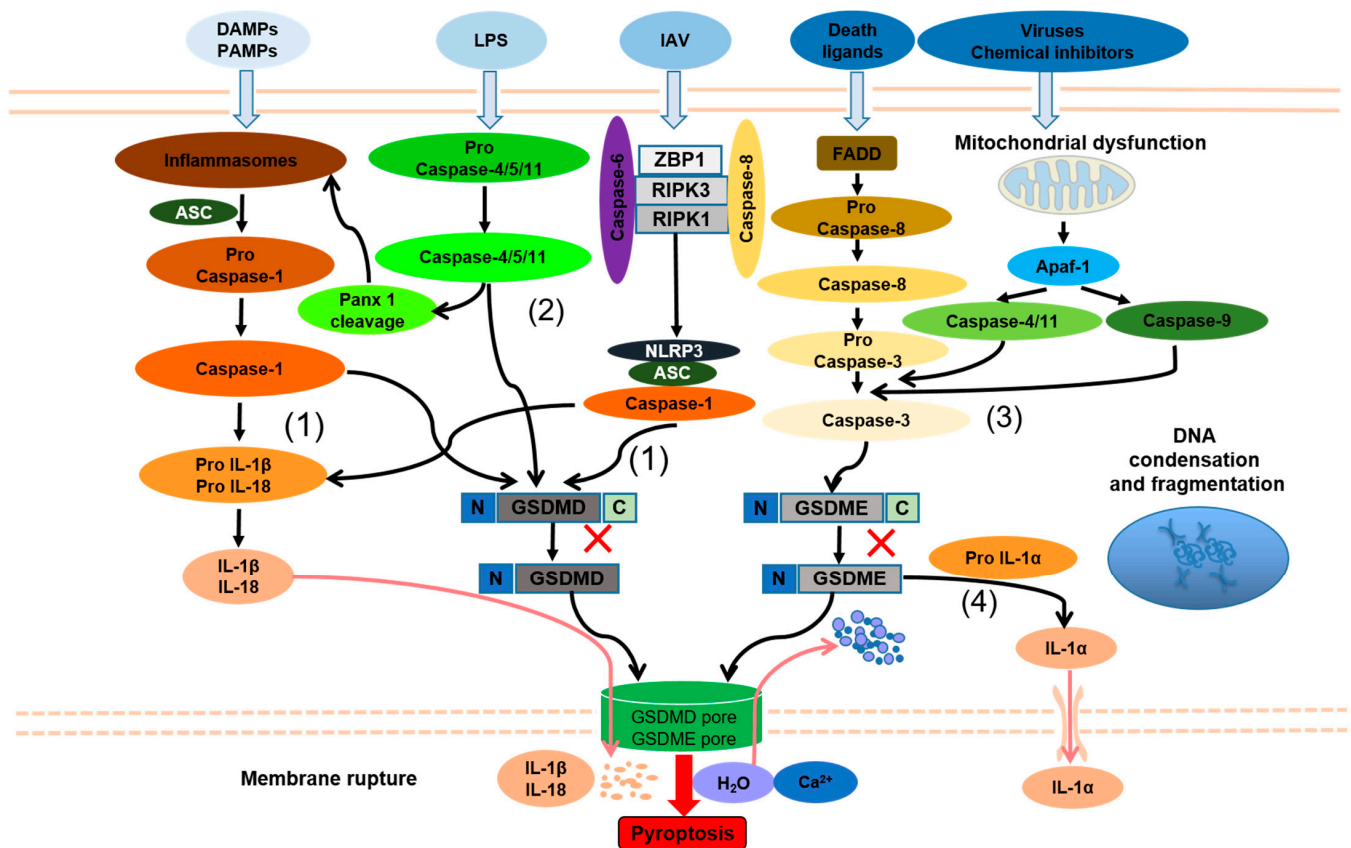 DAMPs
PAMPs
LPS
IAV
Death
ligands
Viruses
Chemical inhibitors
Inflammasomes
ASC
Pro
Caspase-1
Caspase-1
(1)
Pro IL-1β
Pro IL-18
IL-1β
IL-18
Pro
Caspase-4/5/11
Caspase-4/5/11
Panx 1
cleavage
(2)
Caspase-6
ZBP1
RIPK3
RIPK1
Caspase-8
NLRP3
ASC
Caspase-1
(1)
FADD
Pro
Caspase-8
Caspase-8
Pro
Caspase-3
Caspase-3
Mitochondrial dysfunction
Apaf-1
Caspase-4/11
Caspase-9
(3)
N
GSDMD
C
N
GSDMD
N
GSDME
C
N
GSDME
Pro IL-1α
(4)
IL-1α
DNA
condensation
and fragmentation
GSDMD pore
GSDME pore
Membrane rupture
IL-1β
IL-18
H₂O
Ca²⁺
IL-1α
Pyroptosis